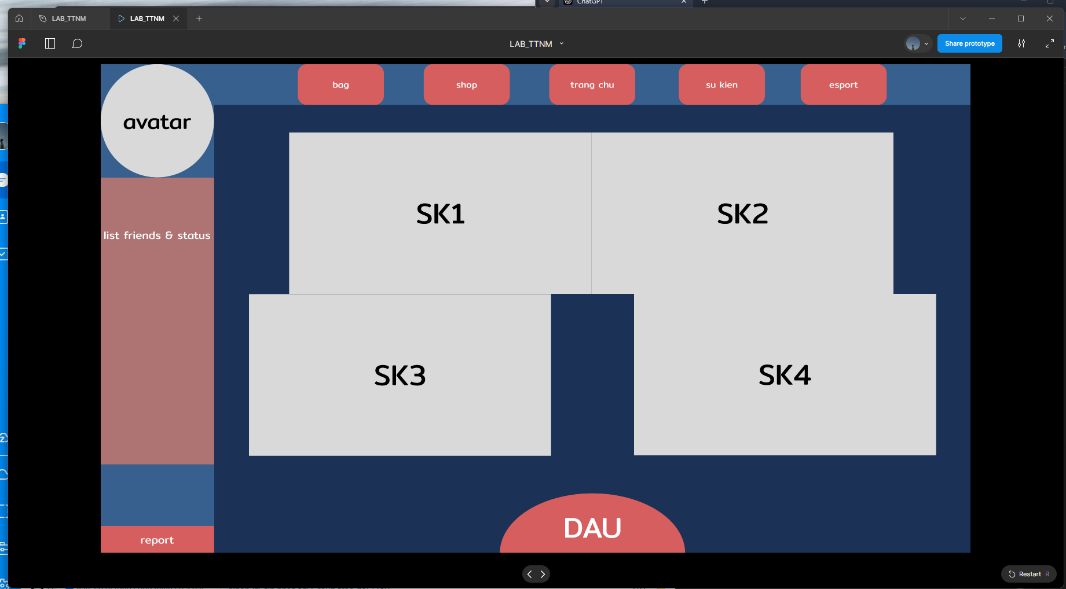 ChatGPT
LAB_TTNM
LAB_TTNM
LAB_TTNM
Share prototype
bag
shop
trang chu
su kien
esport
avatar
list friends & status
SK1
SK2
SK3
SK4
DAU
report
Restart R